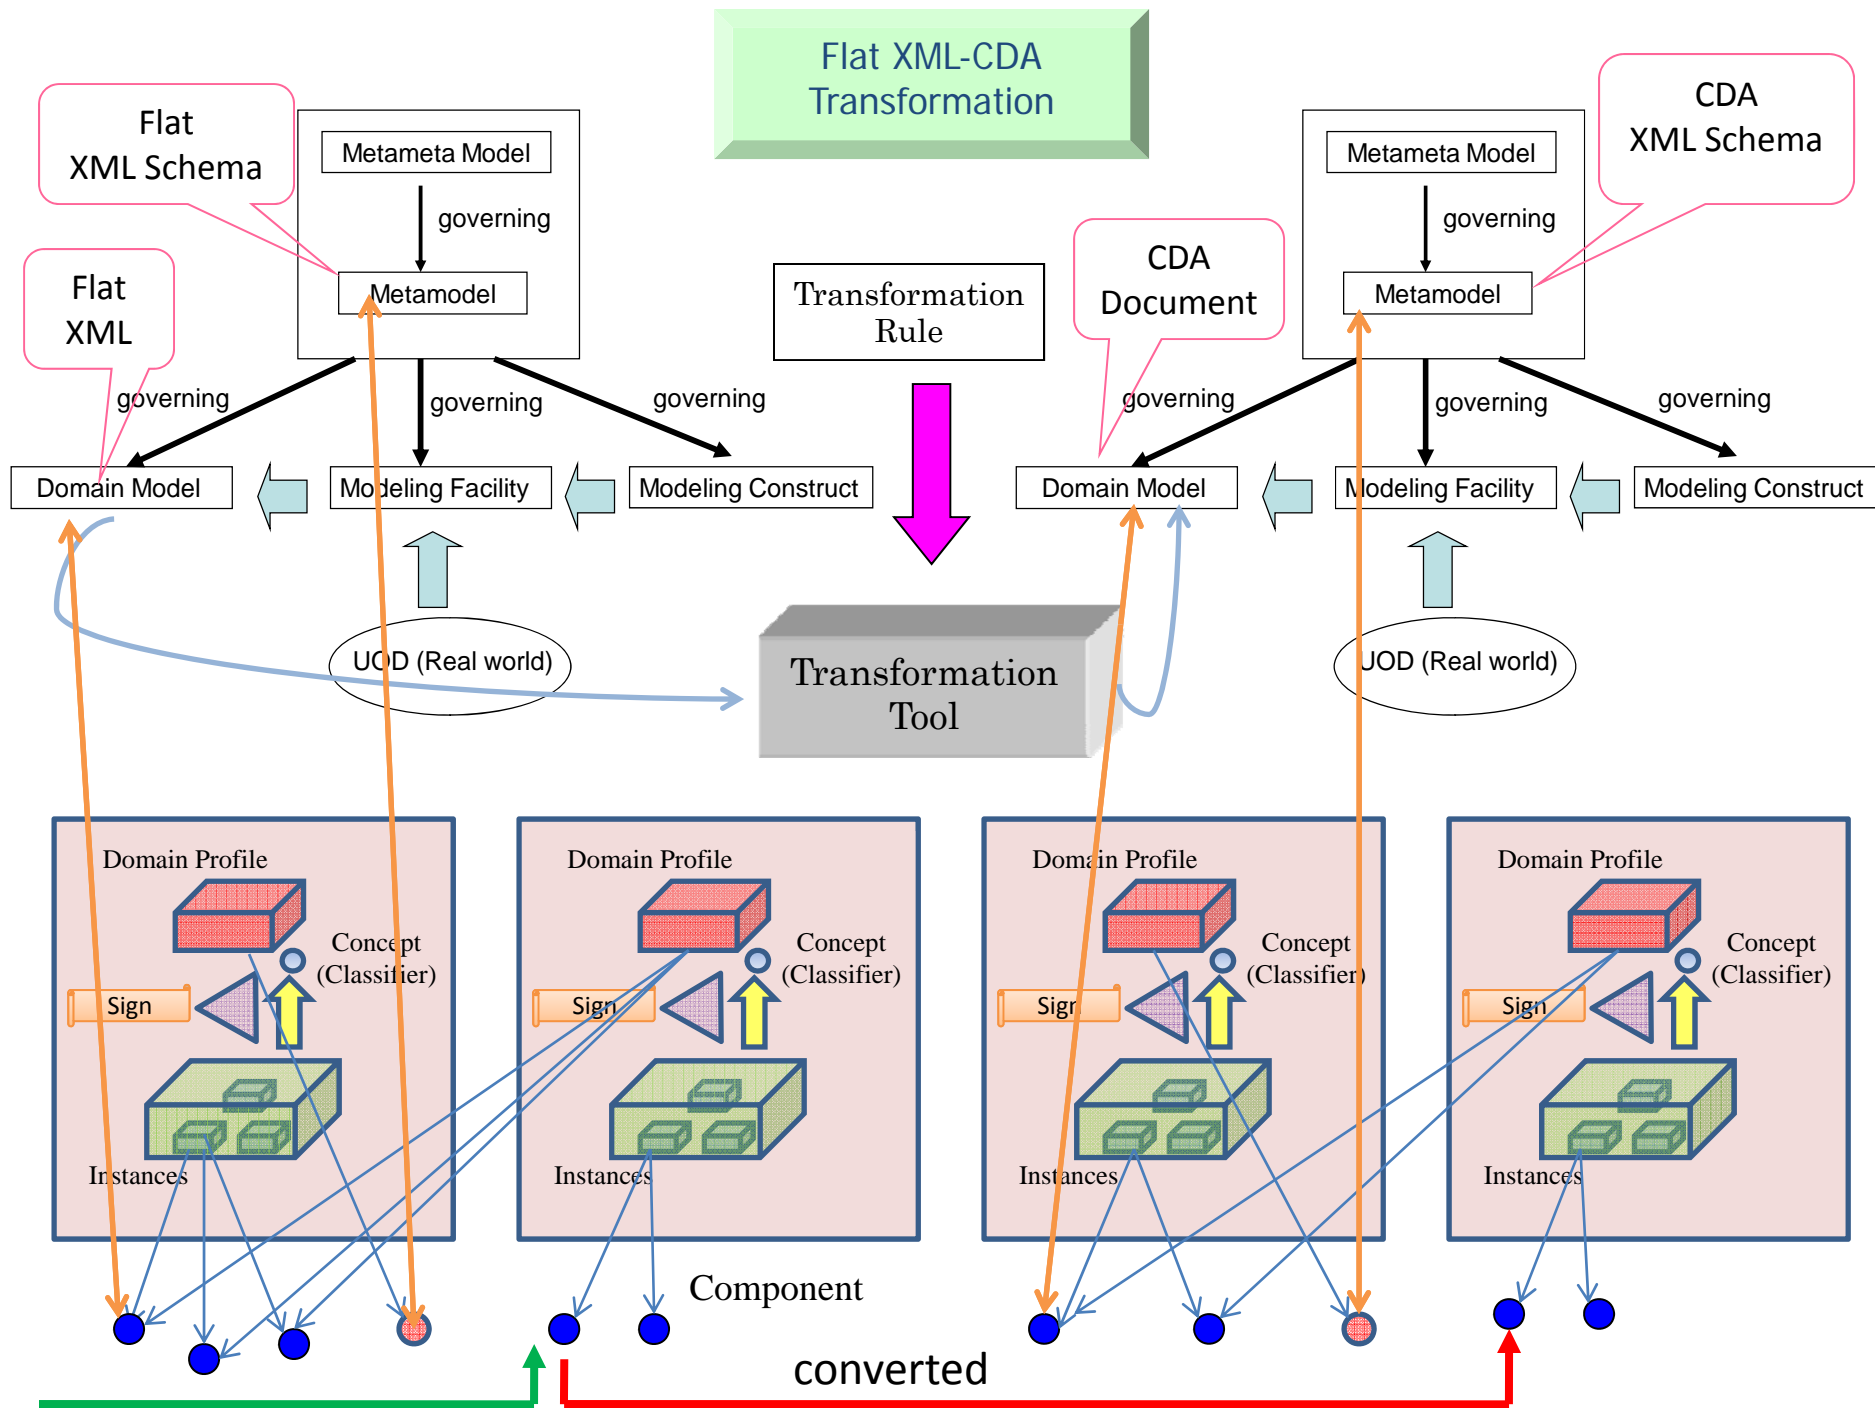 Flat XML-CDA
Transformation
Flat
XML Schema
Metameta Model
governing
Metamodel
Flat
XML
governing
governing
governing
Domain Model
Modeling Facility
Modeling Construct
UOD (Real world)
Transformation
Rule
Transformation
Tool
CDA
XML Schema
Metameta Model
governing
Metamodel
CDA
Document
governing
governing
governing
Domain Model
Modeling Facility
Modeling Construct
UOD (Real world)
Domain Profile
Concept
(Classifier)
Sign
Instances
Domain Profile
Concept
(Classifier)
Sign
Instances
Domain Profile
Concept
(Classifier)
Sign
Instances
Domain Profile
Concept
(Classifier)
Sign
Instances
Component
converted